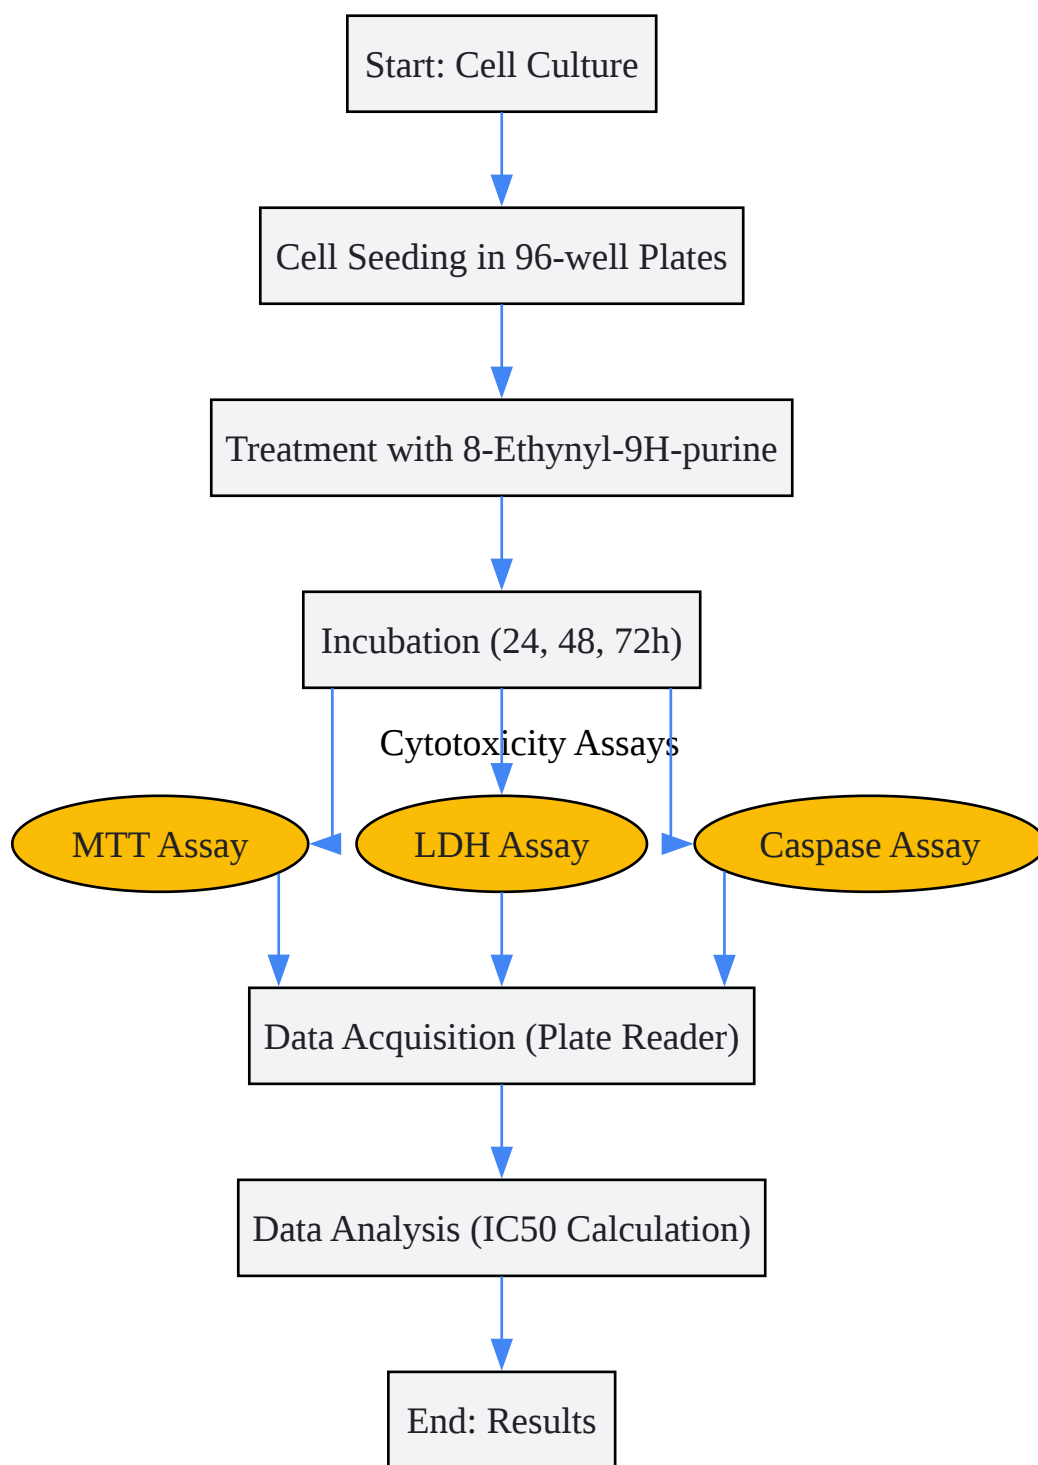 Start: Cell Culture
Cell Seeding in 96-well Plates
Treatment with 8-Ethynyl-9H-purine
Incubation (24, 48, 72h)
Cytotoxicity Assays
MTT Assay
LDH Assay
Caspase Assay
Data Acquisition (Plate Reader)
Data Analysis (IC50 Calculation)
End: Results